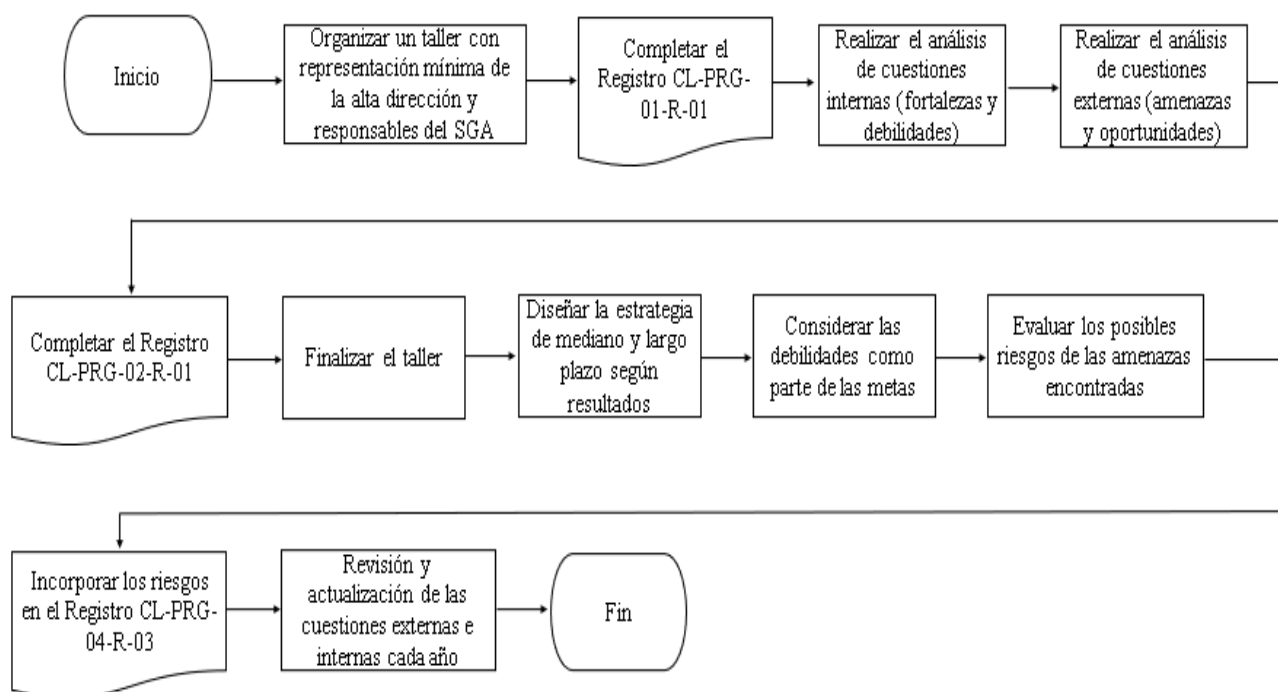 Inicio
Organizar un taller con
representación mínima de
la alta dirección y
responsables del SGA
Completar el
Registro CL-PRG-
01-R-01
Realizar el análisis
de cuestiones
internas (fortalezas y
debilidades)
Realizar el análisis
de cuestiones
externas (amenazas
y oportunidades)
Completar el Registro
CL-PRG-02-R-01
Finalizar el taller
Diseñar la estrategia
de mediano y largo
plazo según
resultados
Considerar las
debilidades como
parte de las metas
Evaluar los posibles
riesgos de las amenazas
encontradas
Incorporar los riesgos
en el Registro CL-PRG-
04-R-03
Revisión y
actualización de las
cuestiones externas e
internas cada año
Fin